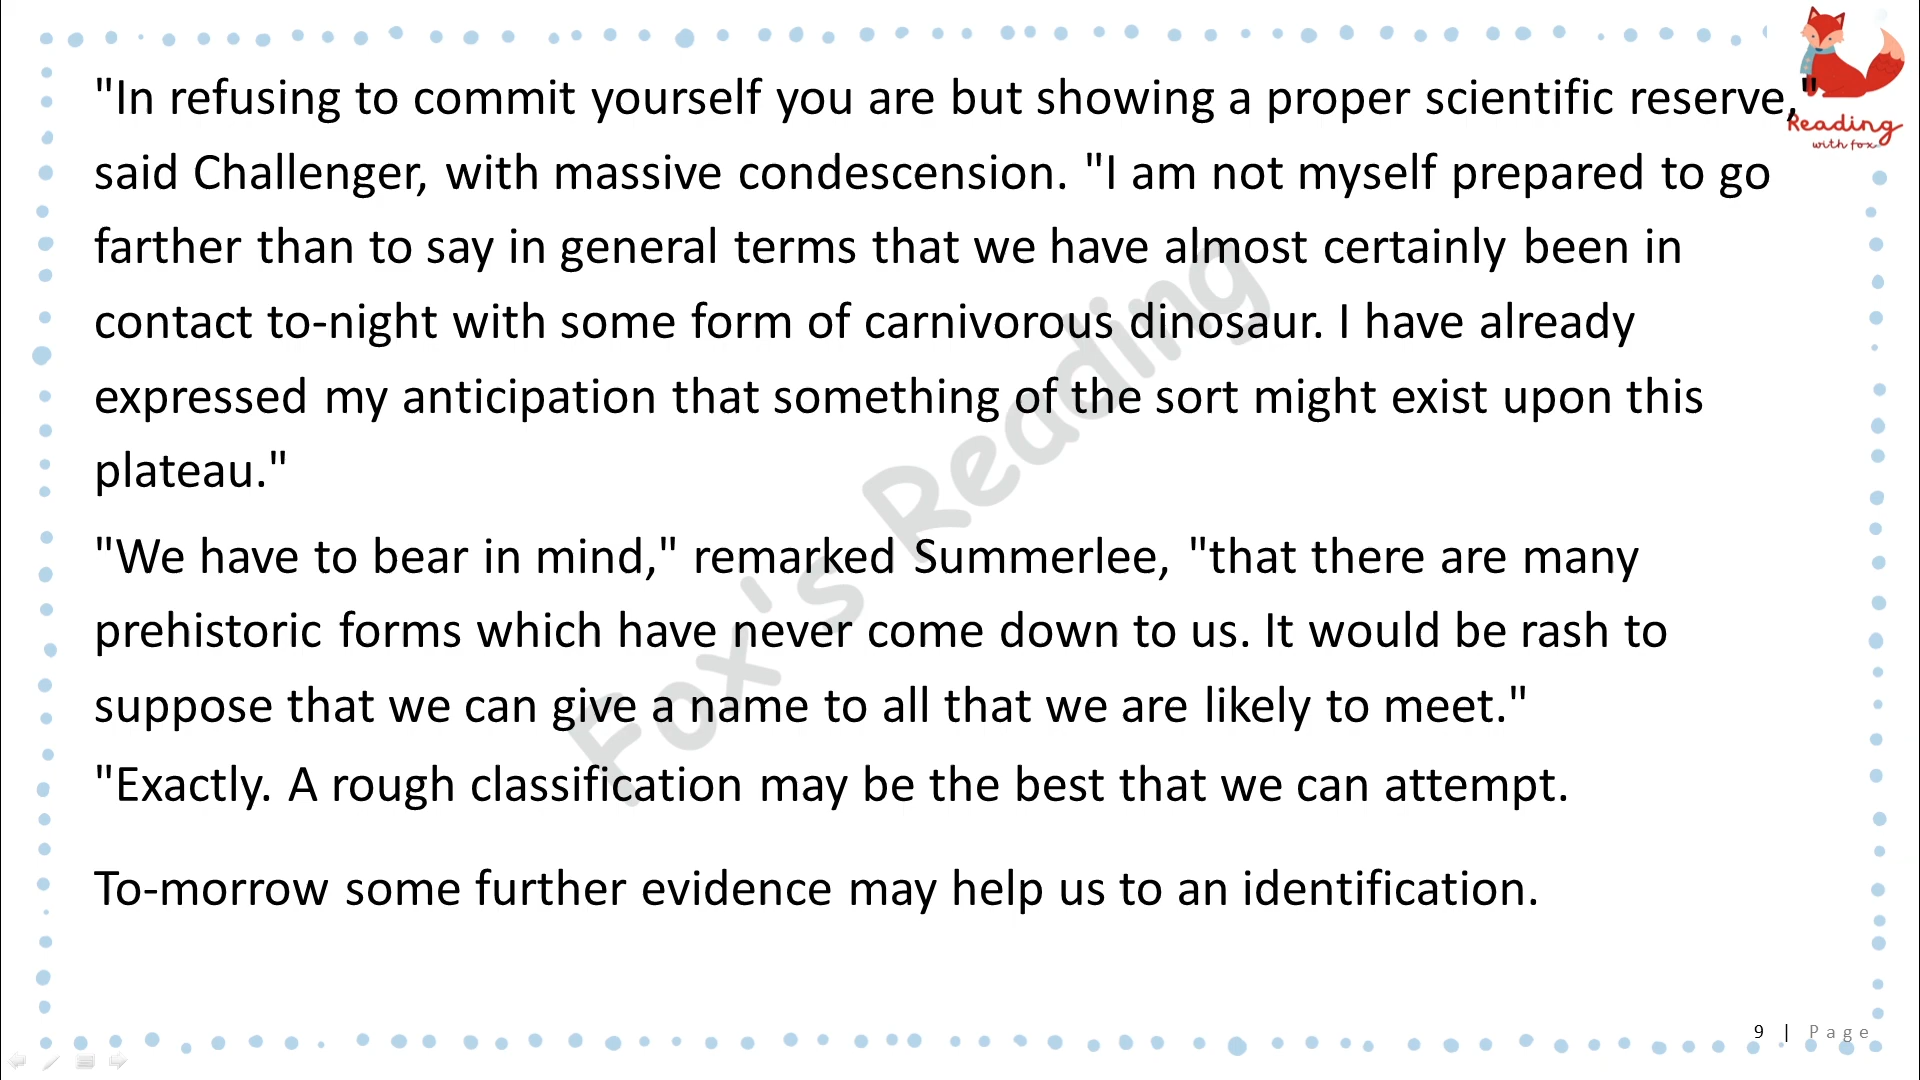 "In refusing to commit yourself you are but showing a proper scientific reserve,"
said Challenger, with massive condescension. "I am not myself prepared to go
farther than to say in general terms that we have almost certainly been in
contact to-night with some form of carnivorous dinosaur. I have already
expressed my anticipation that something of the sort might exist upon this
plateau."
"We have to bear in mind," remarked Summerlee, "that there are many
prehistoric forms which have never come down to us. It would be rash to
suppose that we can give a name to all that we are likely to meet."
"Exactly. A rough classification may be the best that we can attempt.
To-morrow some further evidence may help us to an identification.
Reading
with fox
Fox's Reading
9 | Page